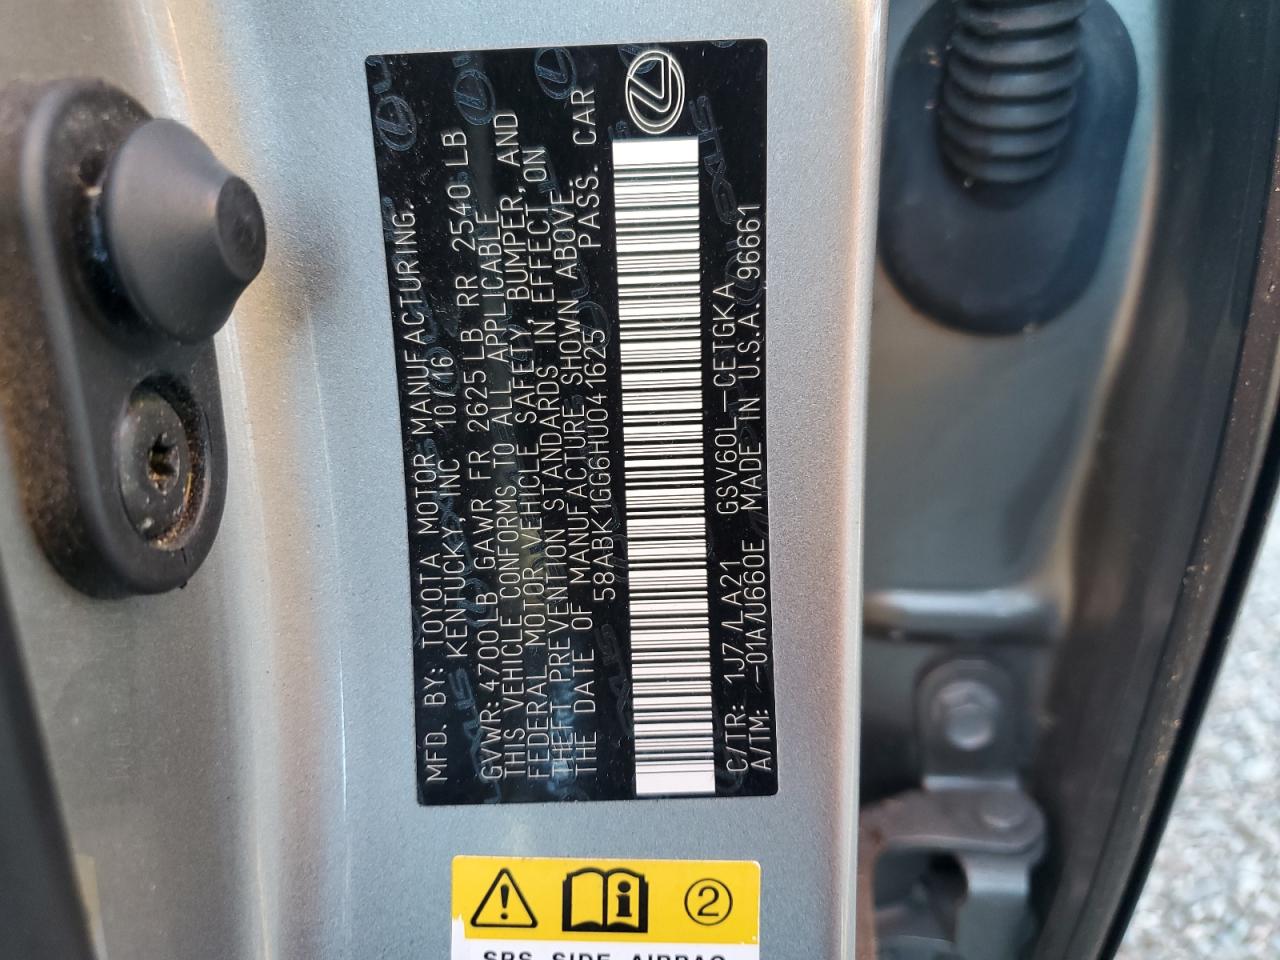 MFD. BY: TOYOTA MOTOR MANUFACTURING.
KENTUCKY, INC 10/16
GVWR: 4700 LB GAWR FR 2625 LB RR 2540 LB
THIS VEHICLE CONFORMS TO ALL APPLICABLE
FEDERAL MOTOR VEHICLE SAFETY, BUMPER, AND
THEFT PREVENTION STANDARDS IN EFFECT ON
THE DATE OF MANUFACTURE SHOWN ABOVE.
58ABK1GG6HU041625 PASS. CAR
C/TR: 1J7/LA21 GSV60L-CETGKA
A/TM: -01A/U660E MADE IN U.S.A. 96661
2
SRS SIDE AIRBAG